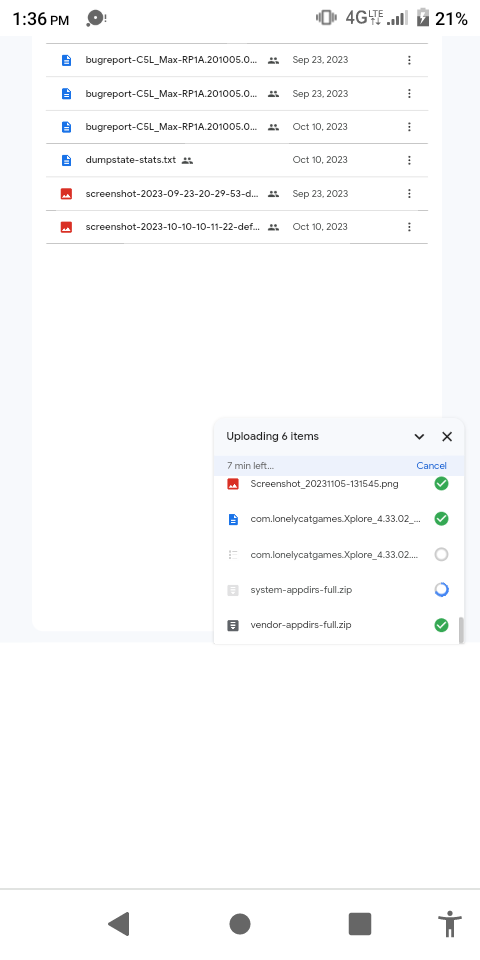 1:36 PM 4G LTE 21%
bugreport-C5L_Max-RP1A.201005.0... Sep 23, 2023
bugreport-C5L_Max-RP1A.201005.0... Sep 23, 2023
bugreport-C5L_Max-RP1A.201005.0... Oct 10, 2023
dumpstate-stats.txt Oct 10, 2023
screenshot-2023-09-23-20-29-53-d... Sep 23, 2023
screenshot-2023-10-10-10-11-22-def... Oct 10, 2023
Uploading 6 items
7 min left... Cancel
Screenshot_20231105-131545.png
com.lonelycatgames.Xplore_4.33.02_...
com.lonelycatgames.Xplore_4.33.02....
system-appdirs-full.zip
vendor-appdirs-full.zip